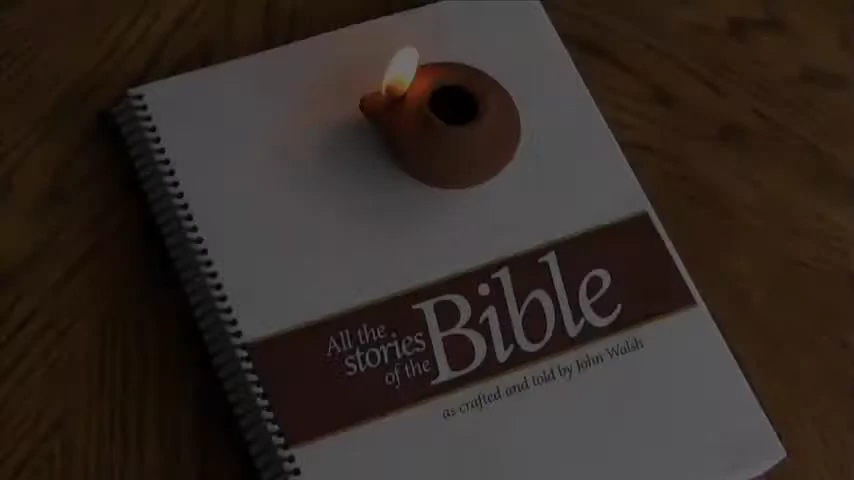 All the
stories
of the
Bible
as crafted and told by John Walsh